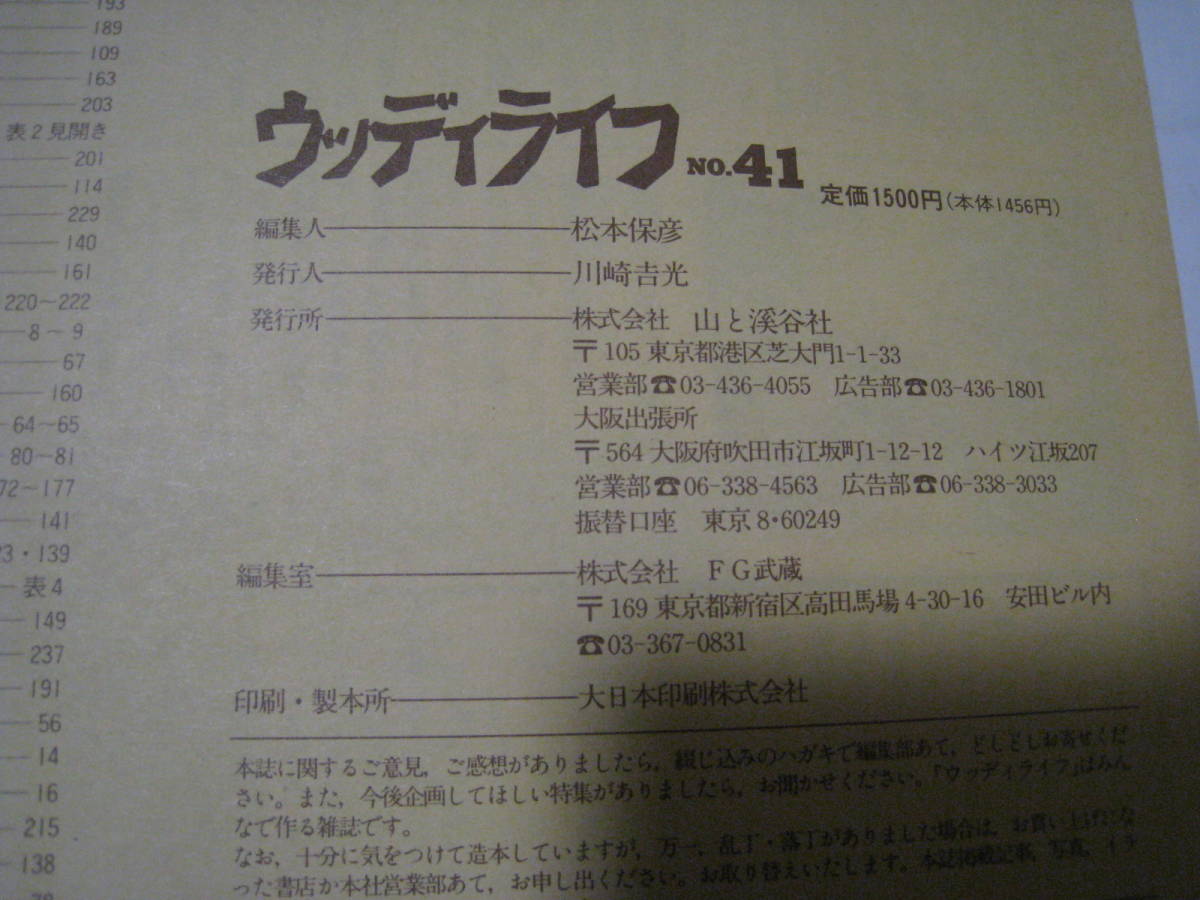 193
189
109
163
203
表2見開き
201
114
229
140
161
220～222
8～9
67
160
64～65
80～81
72～177
141
23・139
表4
149
237
191
56
14
16
215
138
ウッディライフ NO.41 定価1500円(本体1456円)
編集人 松本保彦
発行人 川崎吉光
発行所 株式会社 山と溪谷社
〒105 東京都港区芝大門1-1-33
営業部☎03-436-4055 広告部☎03-436-1801
大阪出張所
〒564 大阪府吹田市江坂町1-12-12 ハイツ江坂207
営業部☎06-338-4563 広告部☎06-338-3033
振替口座 東京8・60249
編集室 株式会社 FG武蔵
〒169 東京都新宿区高田馬場4-30-16 安田ビル内
☎03-367-0831
印刷・製本所 大日本印刷株式会社
本誌に関するご意見，ご感想がありましたら，綴じ込みのハガキで編集部あて，どしどしお寄せくだ
さい。また，今後企画してほしい特集がありましたら，お聞かせください。「ウッディライフ」はみん
なで作る雑誌です。
なお，十分に気をつけて造本していますが，万一，乱丁・落丁がありました場合は，お買い上げにな
った書店か本社営業部あて，お申し出ください。お取り替えいたします。本誌掲載記事，写真，イラ